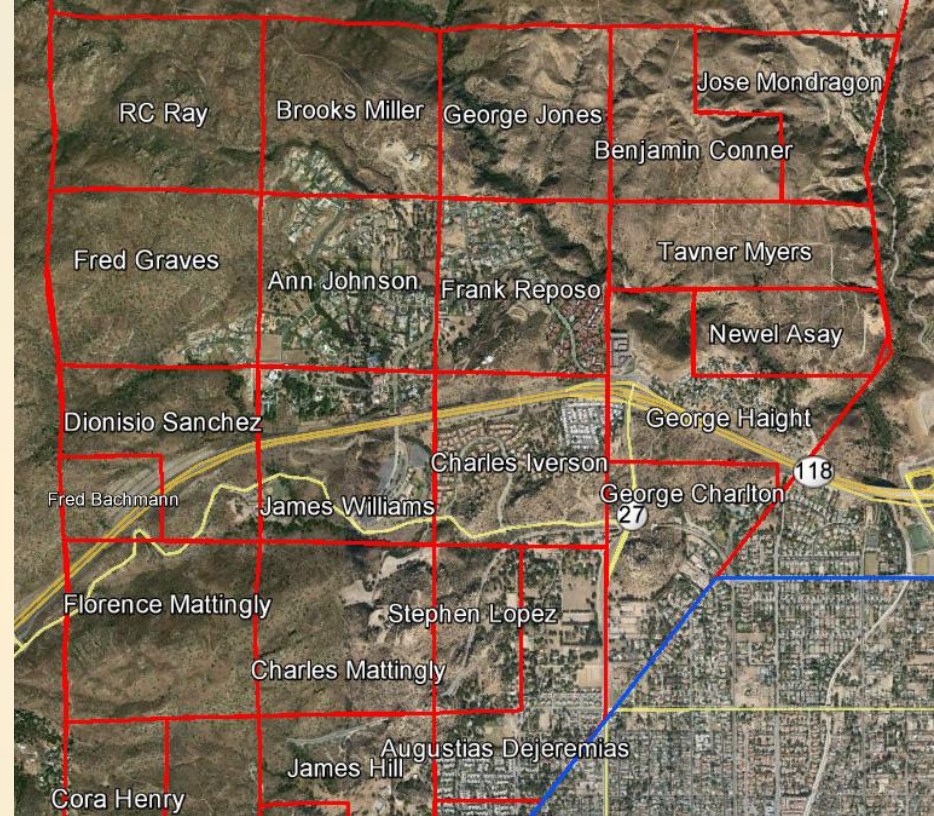 Jose Mondragon
RC Ray
Brooks Miller
George Jones
Benjamin Conner
Fred Graves
Ann Johnson
Frank Reposo
Tavner Myers
Newel Asay
Dionisio Sanchez
George Haight
Charles Iverson
118
Fred Bachmann
James Williams
George Charlton
27
Florence Mattingly
Stephen Lopez
Charles Mattingly
Augustias Dejeremias
James Hill
Cora Henry